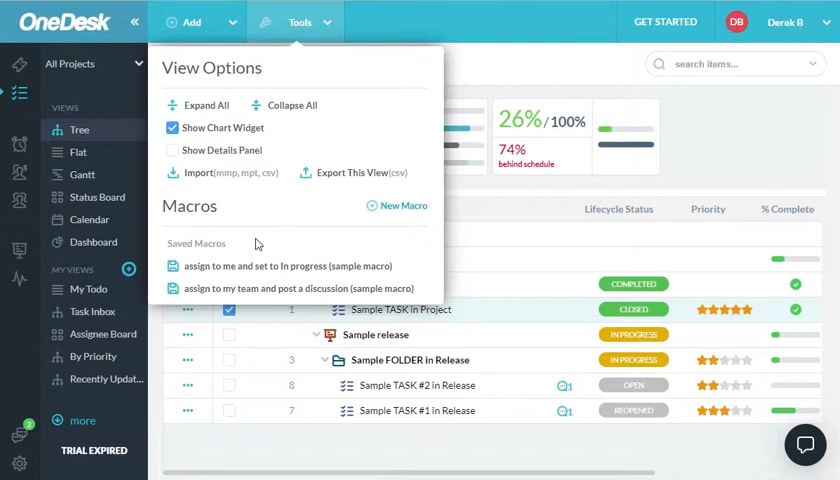 OneDesk «
Add
Tools
GET STARTED
DB
Derek B
All Projects
search items...
VIEWS
Tree
Flat
Gantt
Status Board
Calendar
Dashboard
MY VIEWS
My Todo
Task Inbox
Assignee Board
By Priority
Recently Updat...
more
2
TRIAL EXPIRED
View Options
Expand All
Collapse All
Show Chart Widget
Show Details Panel
Import(mmp, mpt, csv)
Export This View(csv)
Macros
New Macro
Saved Macros
assign to me and set to In progress (sample macro)
assign to my team and post a discussion (sample macro)
26%/100%
74%
behind schedule
Lifecycle Status Priority % Complete
COMPLETED
1 Sample TASK in Project CLOSED
Sample release IN PROGRESS
3 Sample FOLDER in Release IN PROGRESS
8 Sample TASK #2 in Release 1 OPEN
7 Sample TASK #1 in Release 1 REOPENED